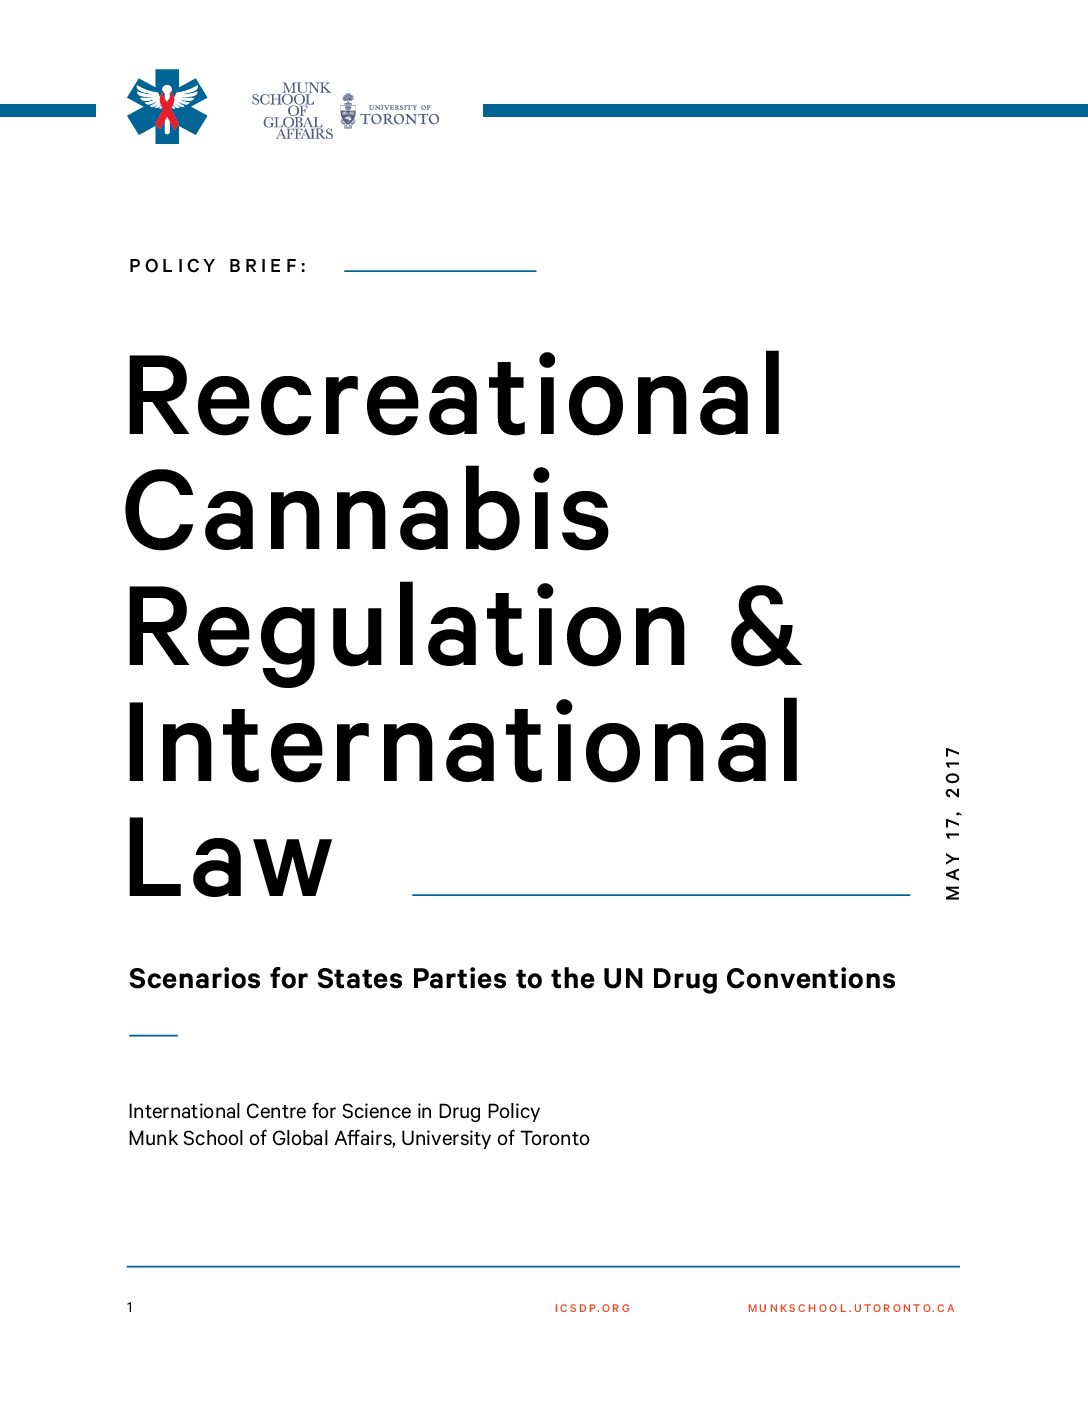 MUNK
SCHOOL
OF
GLOBAL
AFFAIRS
UNIVERSITY OF
TORONTO
POLICY BRIEF:
Recreational
Cannabis
Regulation &
International
Law
MAY 17, 2017
Scenarios for States Parties to the UN Drug Conventions
International Centre for Science in Drug Policy
Munk School of Global Affairs, University of Toronto
1
ICSDP.ORG
MUNKSCHOOL.UTORONTO.CA